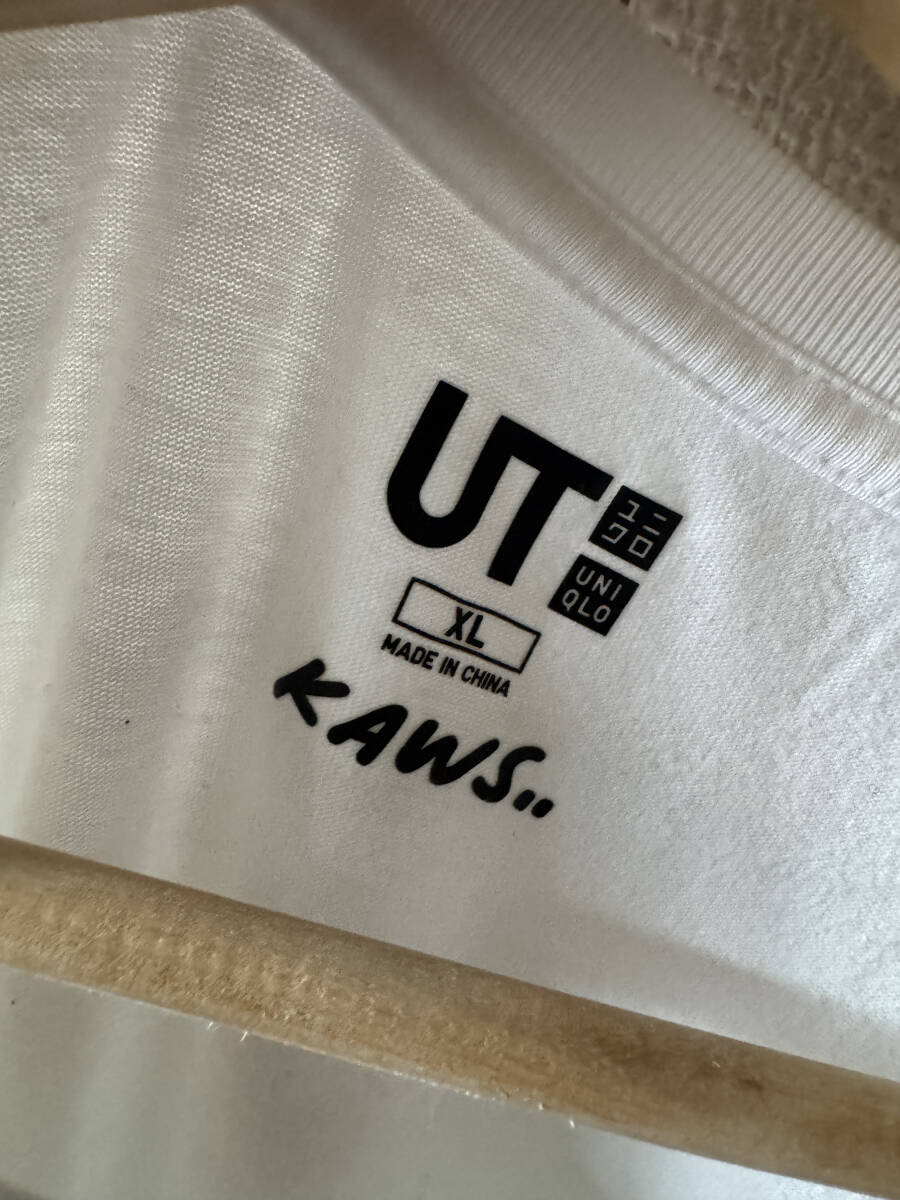 UT
ユニ
クロ
UNI
QLO
XL
MADE IN CHINA
KAWS..